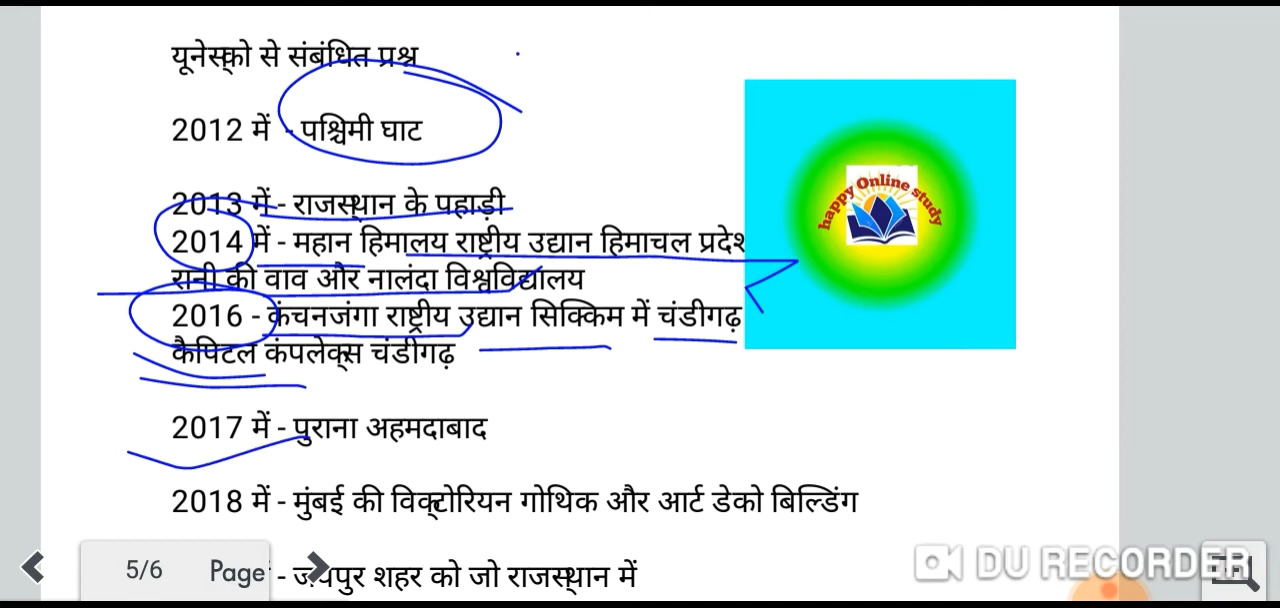 यूनेस्को से संबंधित प्रश्न
2012 में - पश्चिमी घाट
2013 में - राजस्थान के पहाड़ी
2014 में - महान हिमालय राष्ट्रीय उद्यान हिमाचल प्रदेश
रानी की वाव और नालंदा विश्वविद्यालय
2016 - कंचनजंगा राष्ट्रीय उद्यान सिक्किम में चंडीगढ़
कैपिटल कंपलेक्स चंडीगढ़
2017 में - पुराना अहमदाबाद
2018 में - मुंबई की विक्टोरियन गोथिक और आर्ट डेको बिल्डिंग
- जयपुर शहर को जो राजस्थान में
happy Online study
5/6 Page
DU RECORDER